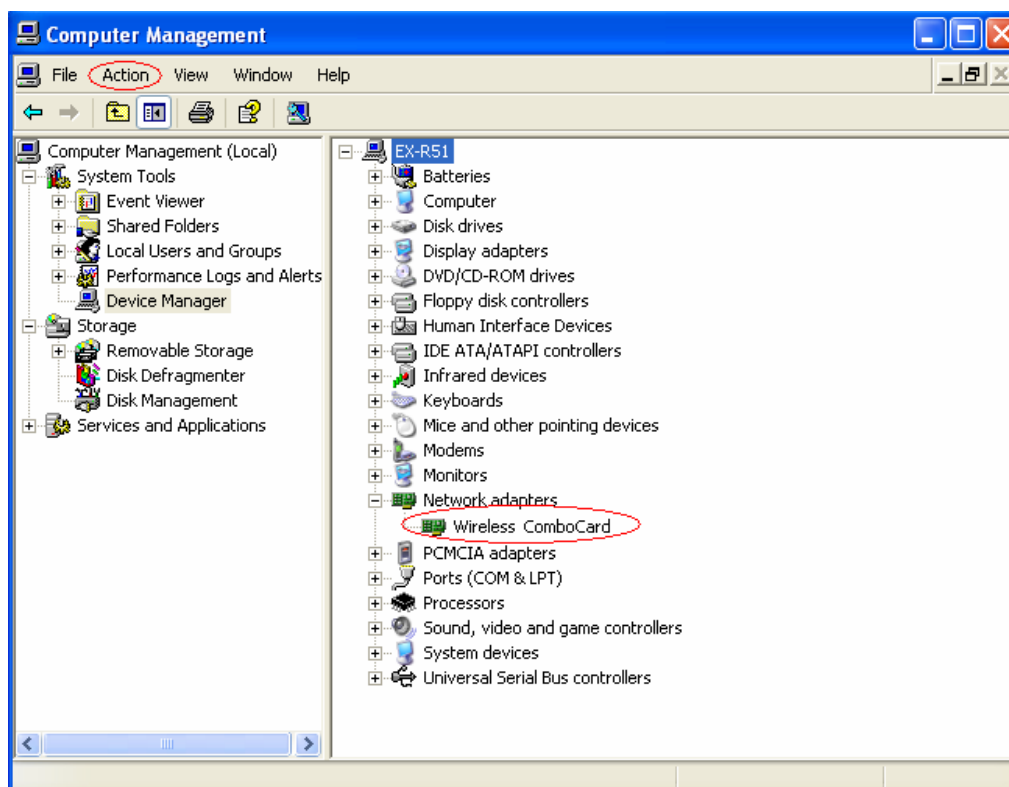 Computer Management
File Action View Window Help
Computer Management (Local)
System Tools
Event Viewer
Shared Folders
Local Users and Groups
Performance Logs and Alerts
Device Manager
Storage
Removable Storage
Disk Defragmenter
Disk Management
Services and Applications
EX-R51
Batteries
Computer
Disk drives
Display adapters
DVD/CD-ROM drives
Floppy disk controllers
Human Interface Devices
IDE ATA/ATAPI controllers
Infrared devices
Keyboards
Mice and other pointing devices
Modems
Monitors
Network adapters
Wireless ComboCard
PCMCIA adapters
Ports (COM & LPT)
Processors
Sound, video and game controllers
System devices
Universal Serial Bus controllers